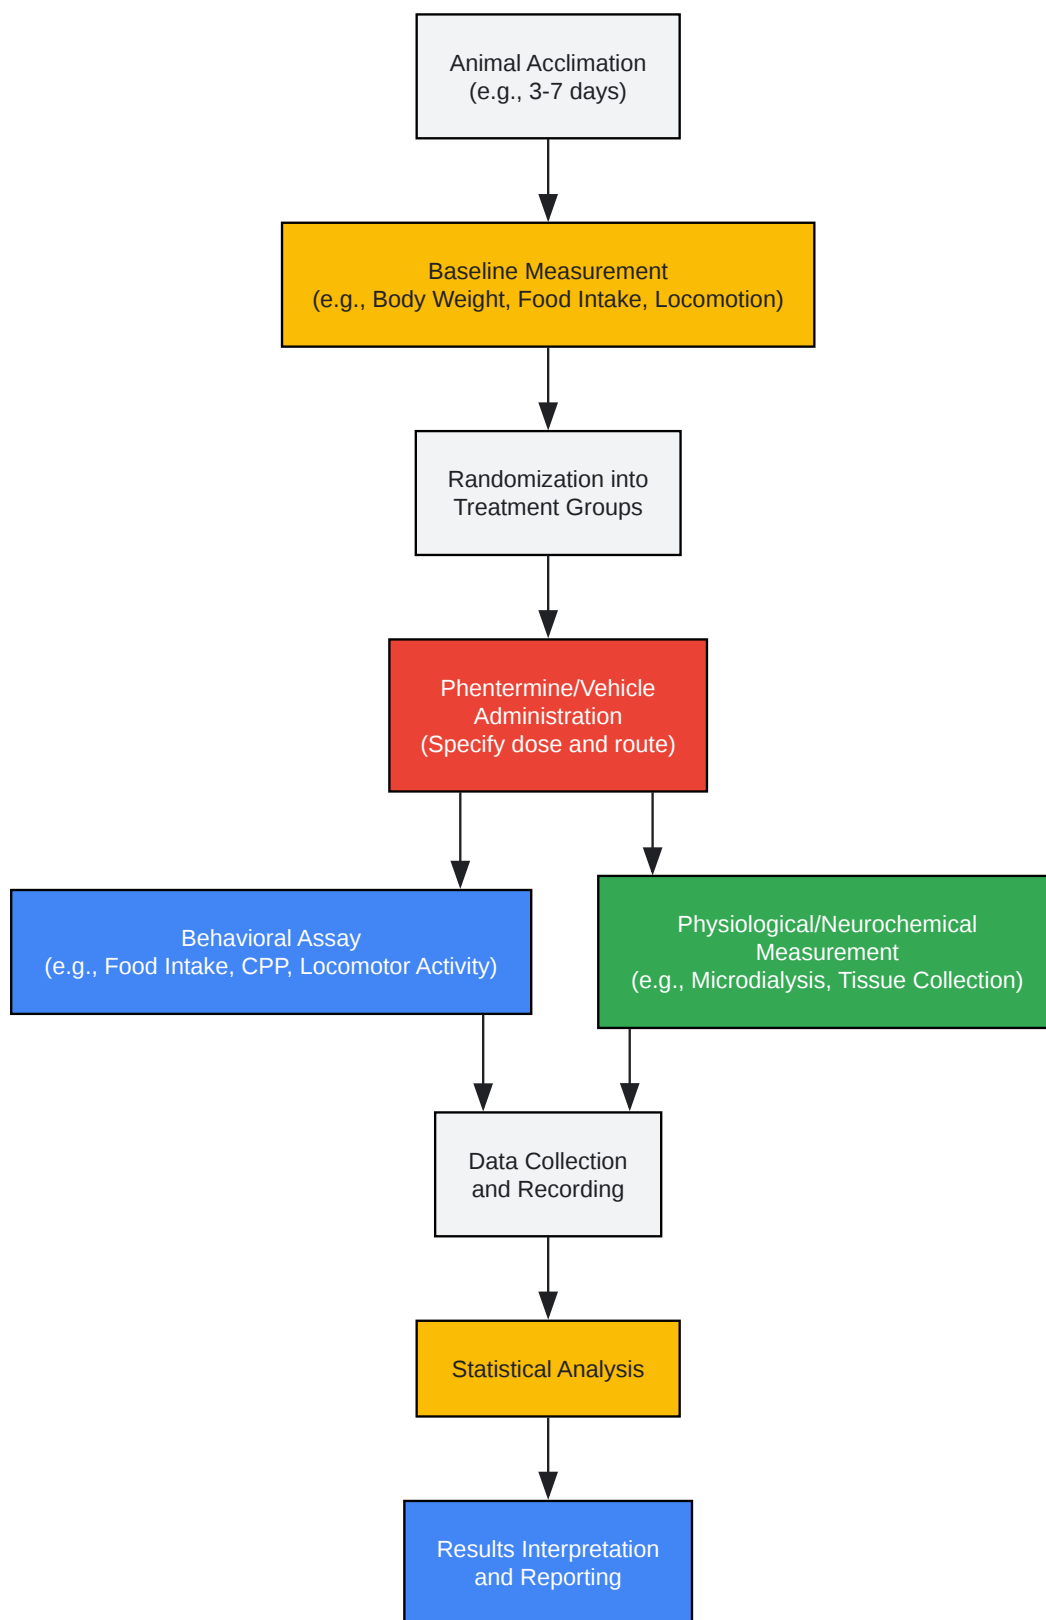 Animal Acclimation
(e.g., 3-7 days)
Baseline Measurement
(e.g., Body Weight, Food Intake, Locomotion)
Randomization into
Treatment Groups
Phentermine/Vehicle
Administration
(Specify dose and route)
Behavioral Assay
(e.g., Food Intake, CPP, Locomotor Activity)
Physiological/Neurochemical
Measurement
(e.g., Microdialysis, Tissue Collection)
Data Collection
and Recording
Statistical Analysis
Results Interpretation
and Reporting